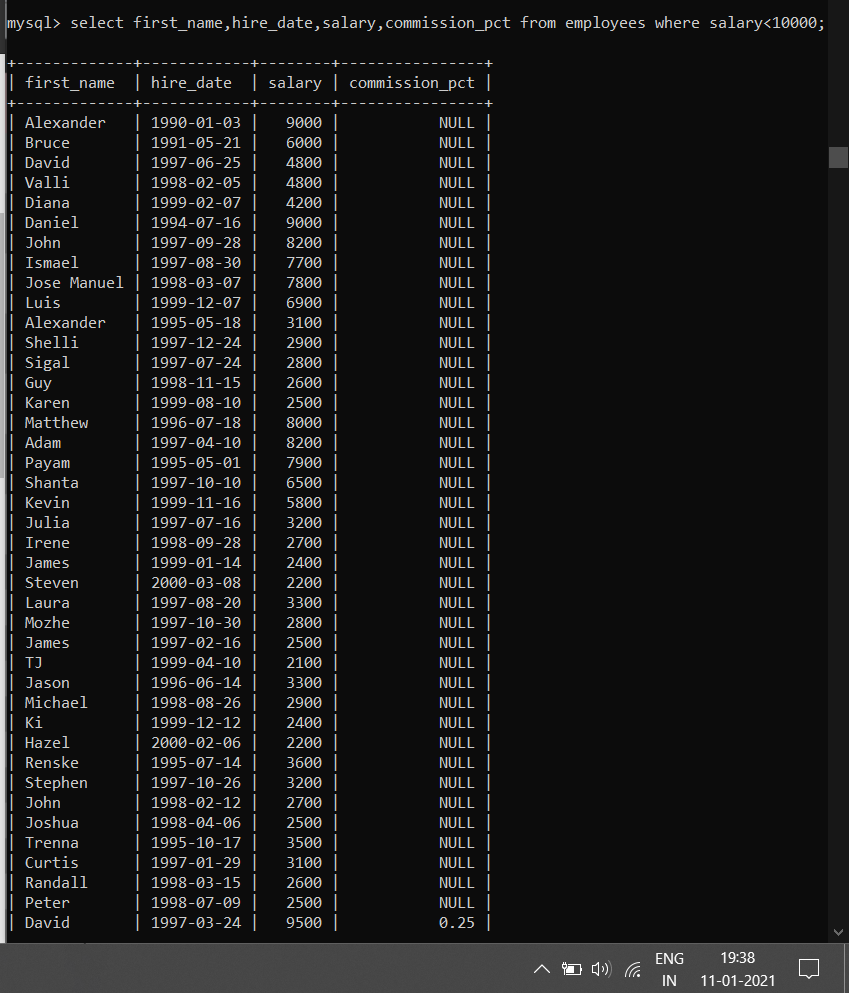 mysql> select first_name,hire_date,salary,commission_pct from employees where salary<10000;
+-------------+------------+--------+----------------+
| first_name  | hire_date  | salary | commission_pct |
+-------------+------------+--------+----------------+
| Alexander   | 1990-01-03 |   9000 |           NULL |
| Bruce       | 1991-05-21 |   6000 |           NULL |
| David       | 1997-06-25 |   4800 |           NULL |
| Valli       | 1998-02-05 |   4800 |           NULL |
| Diana       | 1999-02-07 |   4200 |           NULL |
| Daniel      | 1994-07-16 |   9000 |           NULL |
| John        | 1997-09-28 |   8200 |           NULL |
| Ismael      | 1997-08-30 |   7700 |           NULL |
| Jose Manuel | 1998-03-07 |   7800 |           NULL |
| Luis        | 1999-12-07 |   6900 |           NULL |
| Alexander   | 1995-05-18 |   3100 |           NULL |
| Shelli      | 1997-12-24 |   2900 |           NULL |
| Sigal       | 1997-07-24 |   2800 |           NULL |
| Guy         | 1998-11-15 |   2600 |           NULL |
| Karen       | 1999-08-10 |   2500 |           NULL |
| Matthew     | 1996-07-18 |   8000 |           NULL |
| Adam        | 1997-04-10 |   8200 |           NULL |
| Payam       | 1995-05-01 |   7900 |           NULL |
| Shanta      | 1997-10-10 |   6500 |           NULL |
| Kevin       | 1999-11-16 |   5800 |           NULL |
| Julia       | 1997-07-16 |   3200 |           NULL |
| Irene       | 1998-09-28 |   2700 |           NULL |
| James       | 1999-01-14 |   2400 |           NULL |
| Steven      | 2000-03-08 |   2200 |           NULL |
| Laura       | 1997-08-20 |   3300 |           NULL |
| Mozhe       | 1997-10-30 |   2800 |           NULL |
| James       | 1997-02-16 |   2500 |           NULL |
| TJ          | 1999-04-10 |   2100 |           NULL |
| Jason       | 1996-06-14 |   3300 |           NULL |
| Michael     | 1998-08-26 |   2900 |           NULL |
| Ki          | 1999-12-12 |   2400 |           NULL |
| Hazel       | 2000-02-06 |   2200 |           NULL |
| Renske      | 1995-07-14 |   3600 |           NULL |
| Stephen     | 1997-10-26 |   3200 |           NULL |
| John        | 1998-02-12 |   2700 |           NULL |
| Joshua      | 1998-04-06 |   2500 |           NULL |
| Trenna      | 1995-10-17 |   3500 |           NULL |
| Curtis      | 1997-01-29 |   3100 |           NULL |
| Randall     | 1998-03-15 |   2600 |           NULL |
| Peter       | 1998-07-09 |   2500 |           NULL |
| David       | 1997-03-24 |   9500 |           0.25 |
ENG 19:38
IN 11-01-2021